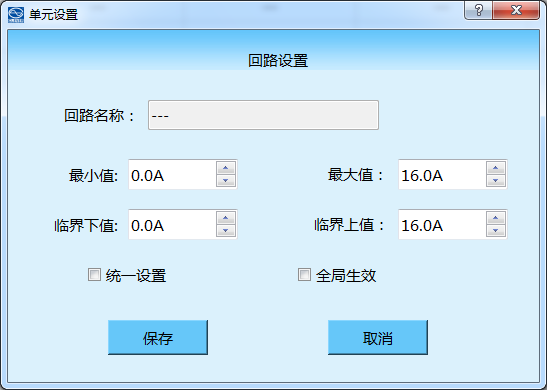 单元设置
回路设置
回路名称： ---
最小值: 0.0A 最大值： 16.0A
临界下值: 0.0A 临界上值： 16.0A
统一设置 全局生效
保存 取消